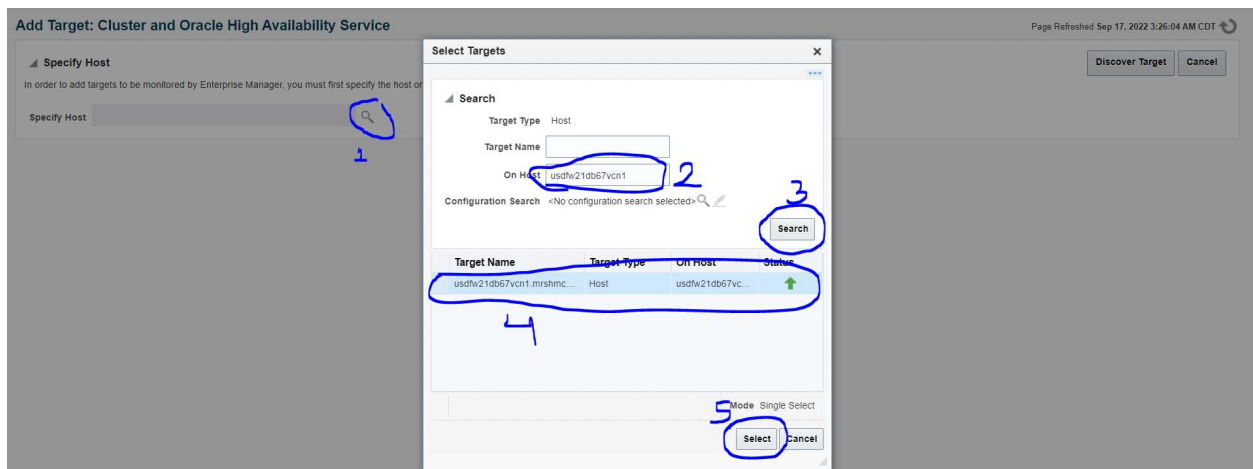 Add Target: Cluster and Oracle High Availability Service
Page Refreshed Sep 17, 2022 3:26:04 AM CDT
Specify Host
Discover Target Cancel
In order to add targets to be monitored by Enterprise Manager, you must first specify the host or
Specify Host
1
Select Targets
Search
Target Type Host
Target Name
On Host usdfw21db67vcn1 2
Configuration Search <No configuration search selected>
3
Search
Target Name Target Type On Host Status
usdfw21db67vcn1.mrshmc.... Host usdfw21db67vc...
4
Mode Single Select
5
Select Cancel